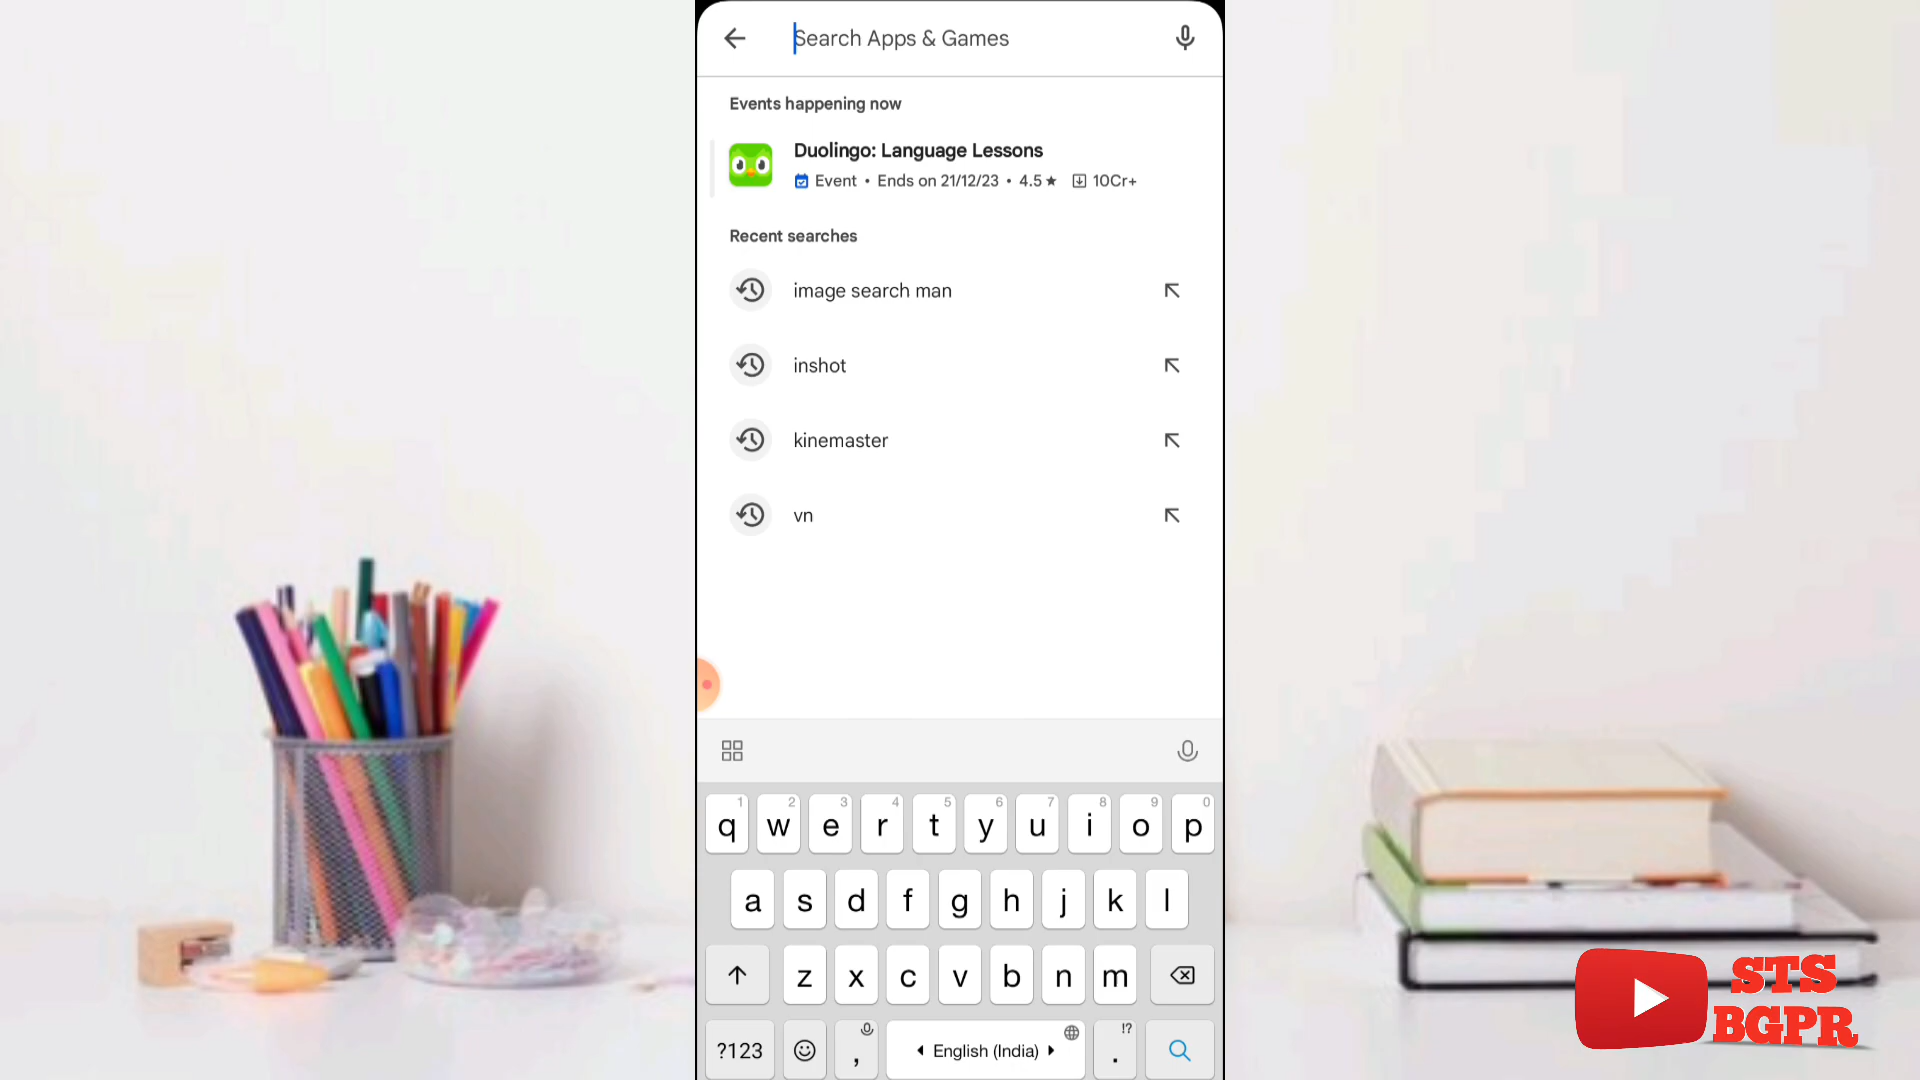 Search Apps & Games
Events happening now
Duolingo: Language Lessons
Event • Ends on 21/12/23 • 4.5★ 10Cr+
Recent searches
image search man
inshot
kinemaster
vn
1 2 3 4 5 6 7 8 9 0
q w e r t y u i o p
a s d f g h j k l
z x c v b n m
?123 , English (India) . !?
STS
BGPR